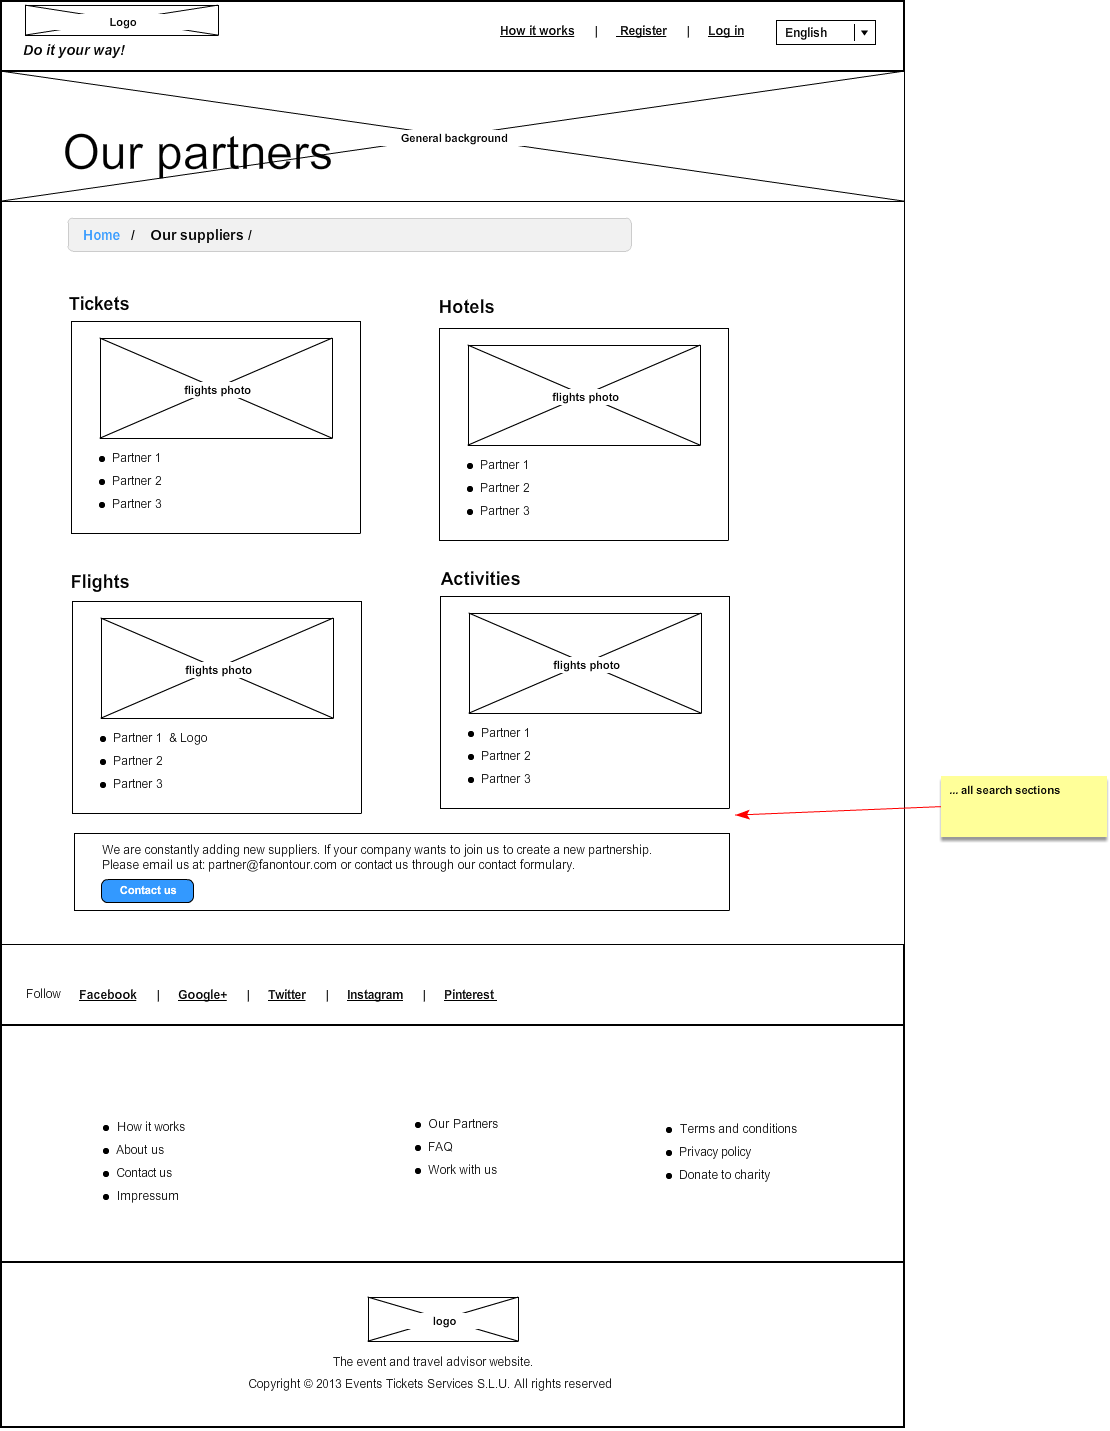 Logo
Do it your way!
How it works | Register | Log in
English
General background
Our partners
Home / Our suppliers /
Tickets
flights photo
Partner 1
Partner 2
Partner 3
Hotels
flights photo
Partner 1
Partner 2
Partner 3
Flights
flights photo
Partner 1 & Logo
Partner 2
Partner 3
Activities
flights photo
Partner 1
Partner 2
Partner 3
... all search sections
We are constantly adding new suppliers. If your company wants to join us to create a new partnership.
Please email us at: partner@fanontour.com or contact us through our contact formulary.
Contact us
Follow Facebook | Google+ | Twitter | Instagram | Pinterest
How it works
About us
Contact us
Impressum
Our Partners
FAQ
Work with us
Terms and conditions
Privacy policy
Donate to charity
logo
The event and travel advisor website.
Copyright © 2013 Events Tickets Services S.L.U. All rights reserved